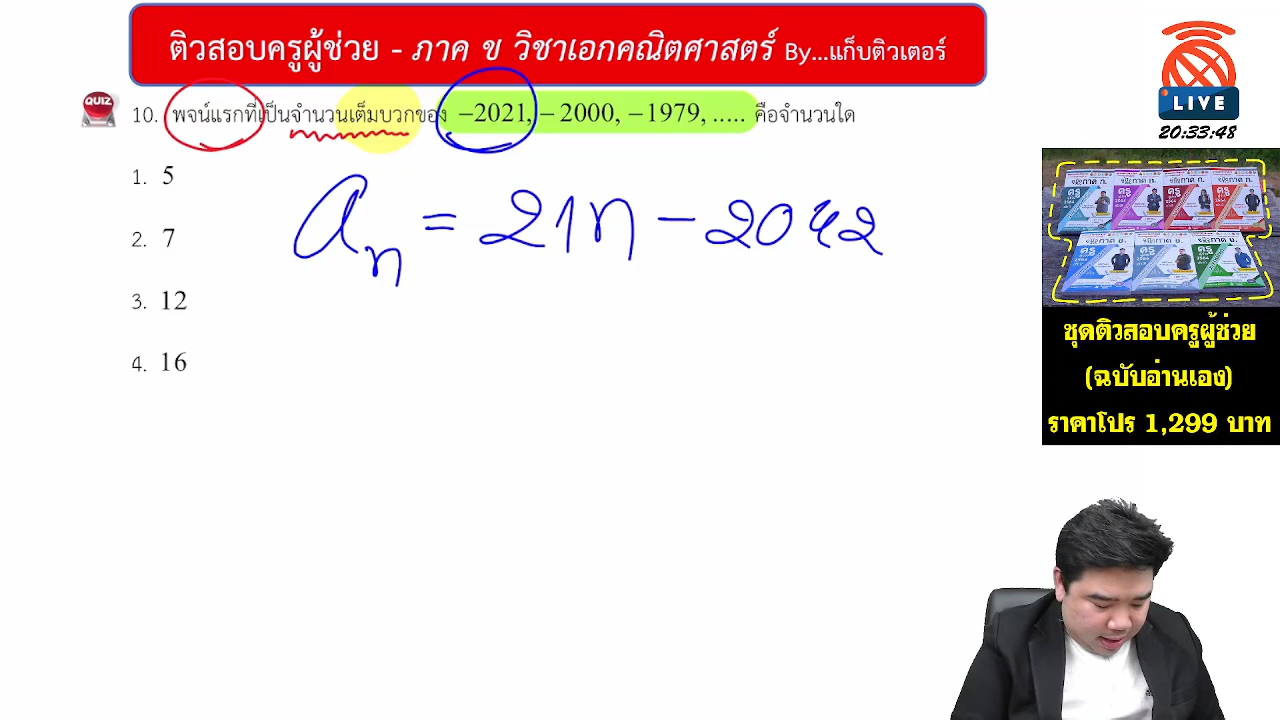 ติวสอบครูผู้ช่วย - ภาค ข วิชาเอกคณิตศาสตร์ By...แก็บติวเตอร์
QUIZ
10. พจน์แรกที่เป็นจำนวนเต็มบวกของ −2021, − 2000, −1979, ..... คือจำนวนใด
1. 5
2. 7
3. 12
4. 16
aₙ = 21n − 2042
LIVE
20:33:48
ชุดติวสอบครูผู้ช่วย
(ฉบับอ่านเอง)
ราคาโปร 1,299 บาท